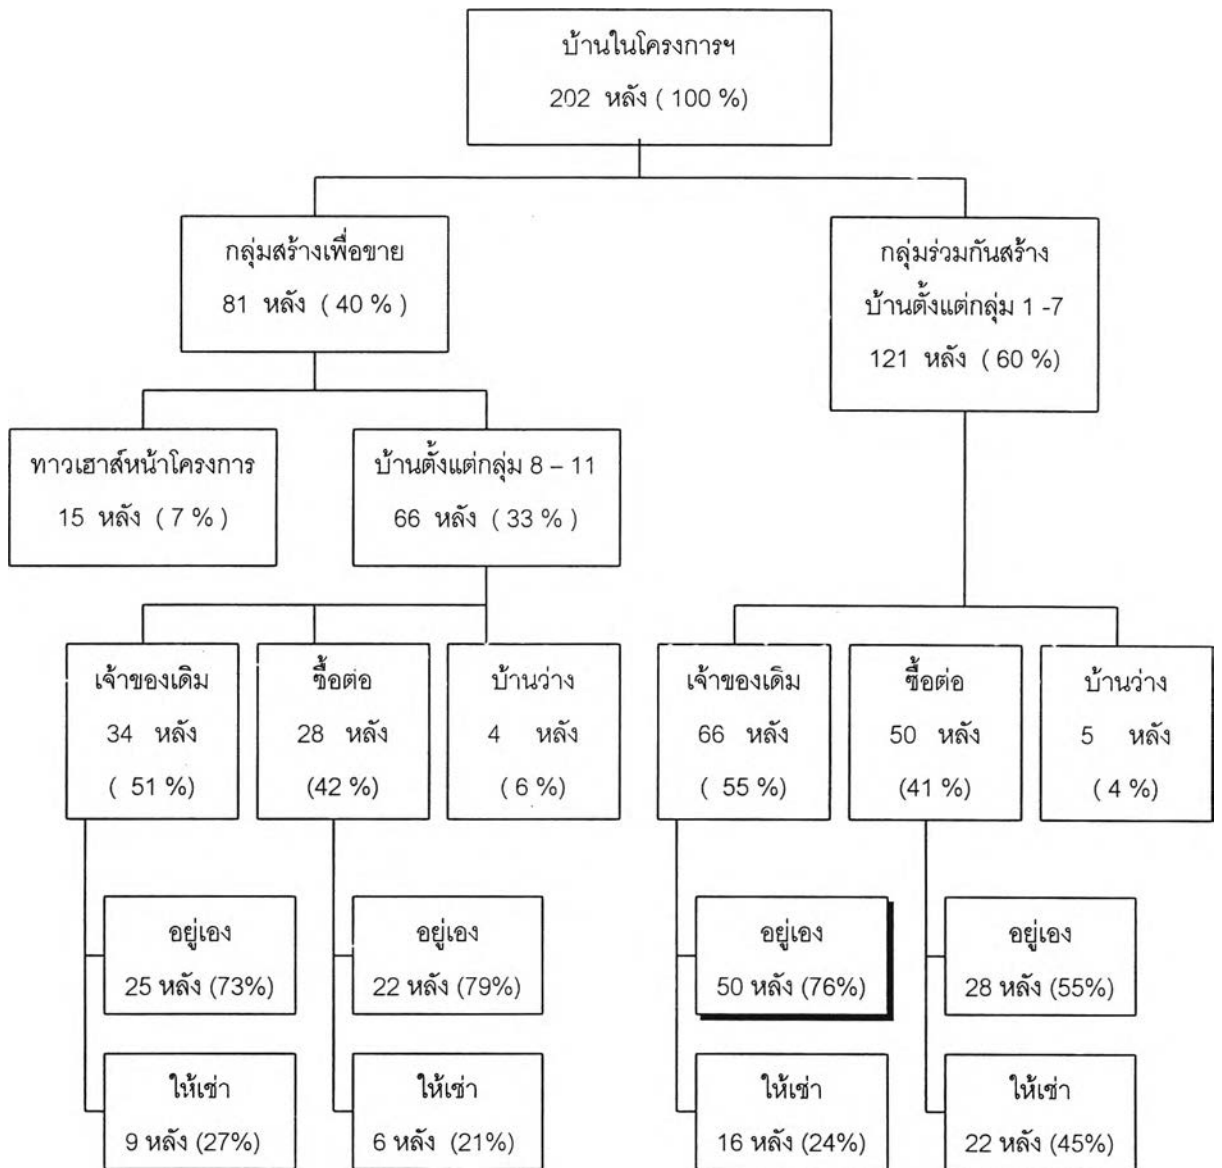 บ้านในโครงการฯ
202 หลัง ( 100 %)
กลุ่มสร้างเพื่อขาย
81 หลัง ( 40 % )
กลุ่มร่วมกันสร้าง
บ้านตั้งแต่กลุ่ม 1 -7
121 หลัง ( 60 %)
ทาวเฮาส์หน้าโครงการ
15 หลัง ( 7 % )
บ้านตั้งแต่กลุ่ม 8 – 11
66 หลัง ( 33 % )
เจ้าของเดิม
34 หลัง
( 51 %)
ซื้อต่อ
28 หลัง
(42 %)
บ้านว่าง
4 หลัง
( 6 %)
เจ้าของเดิม
66 หลัง
( 55 %)
ซื้อต่อ
50 หลัง
(41 %)
บ้านว่าง
5 หลัง
( 4 %)
อยู่เอง
25 หลัง (73%)
อยู่เอง
22 หลัง (79%)
อยู่เอง
50 หลัง (76%)
อยู่เอง
28 หลัง (55%)
ให้เช่า
9 หลัง (27%)
ให้เช่า
6 หลัง (21%)
ให้เช่า
16 หลัง (24%)
ให้เช่า
22 หลัง (45%)